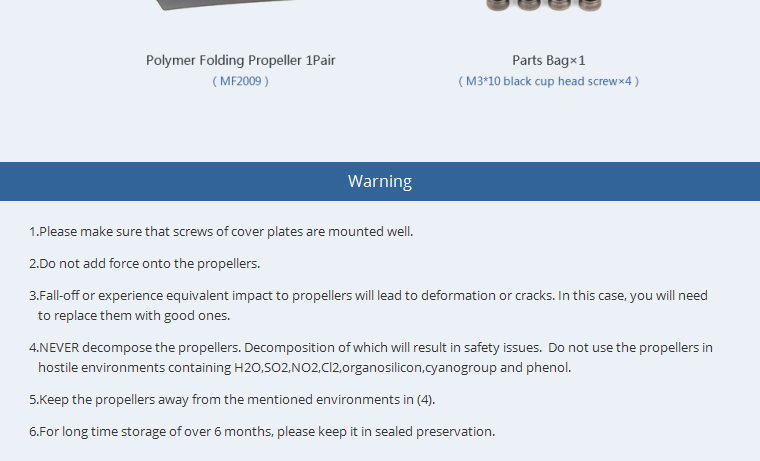 Polymer Folding Propeller 1Pair
( MF2009 )
Parts Bag×1
( M3*10 black cup head screw×4 )
Warning
1.Please make sure that screws of cover plates are mounted well.
2.Do not add force onto the propellers.
3.Fall-off or experience equivalent impact to propellers will lead to deformation or cracks. In this case, you will need
to replace them with good ones.
4.NEVER decompose the propellers. Decomposition of which will result in safety issues.  Do not use the propellers in
hostile environments containing H2O,SO2,NO2,Cl2,organosilicon,cyanogroup and phenol.
5.Keep the propellers away from the mentioned environments in (4).
6.For long time storage of over 6 months, please keep it in sealed preservation.